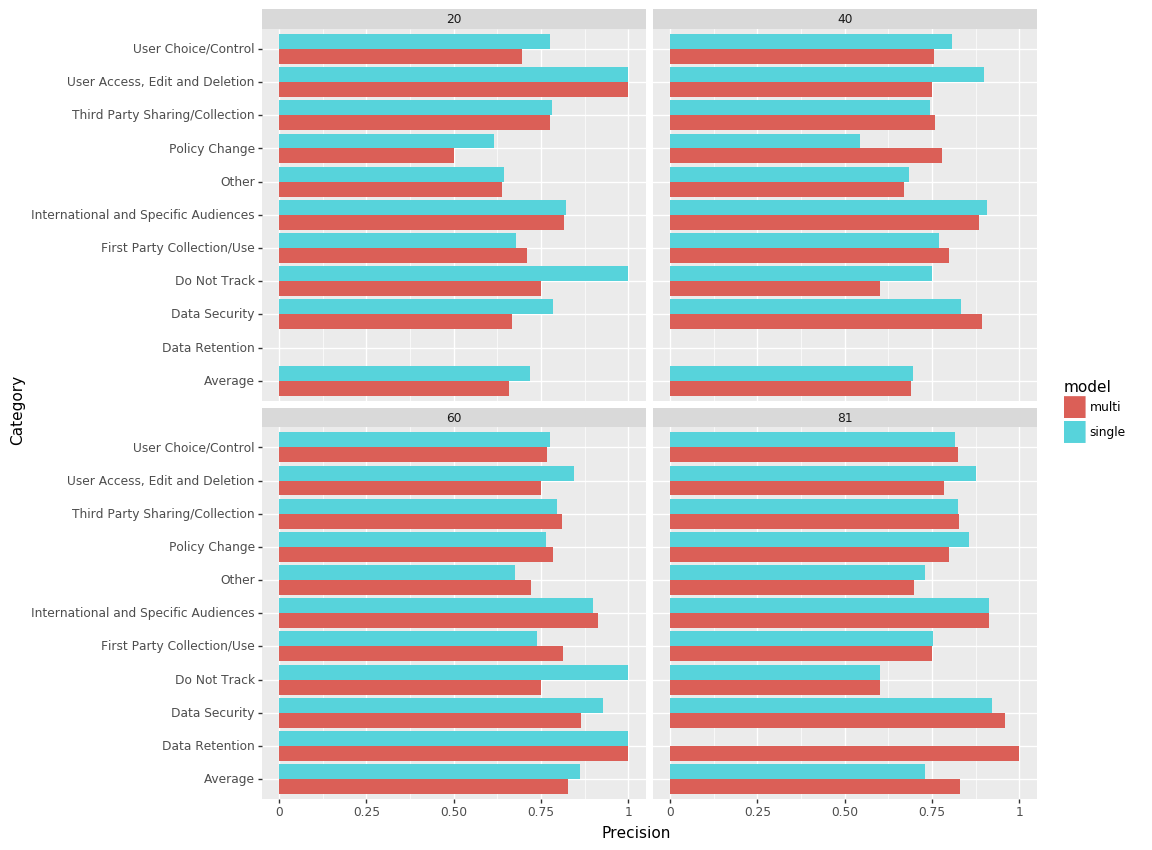 20
40
User Choice/Control
User Access, Edit and Deletion
Third Party Sharing/Collection
Policy Change
Other
International and Specific Audiences
First Party Collection/Use
Do Not Track
Data Security
Data Retention
Average
60
81
User Choice/Control
User Access, Edit and Deletion
Third Party Sharing/Collection
Policy Change
Other
International and Specific Audiences
First Party Collection/Use
Do Not Track
Data Security
Data Retention
Average
0 0.25 0.50 0.75 1
0 0.25 0.50 0.75 1
Precision
Category
model
multi
single